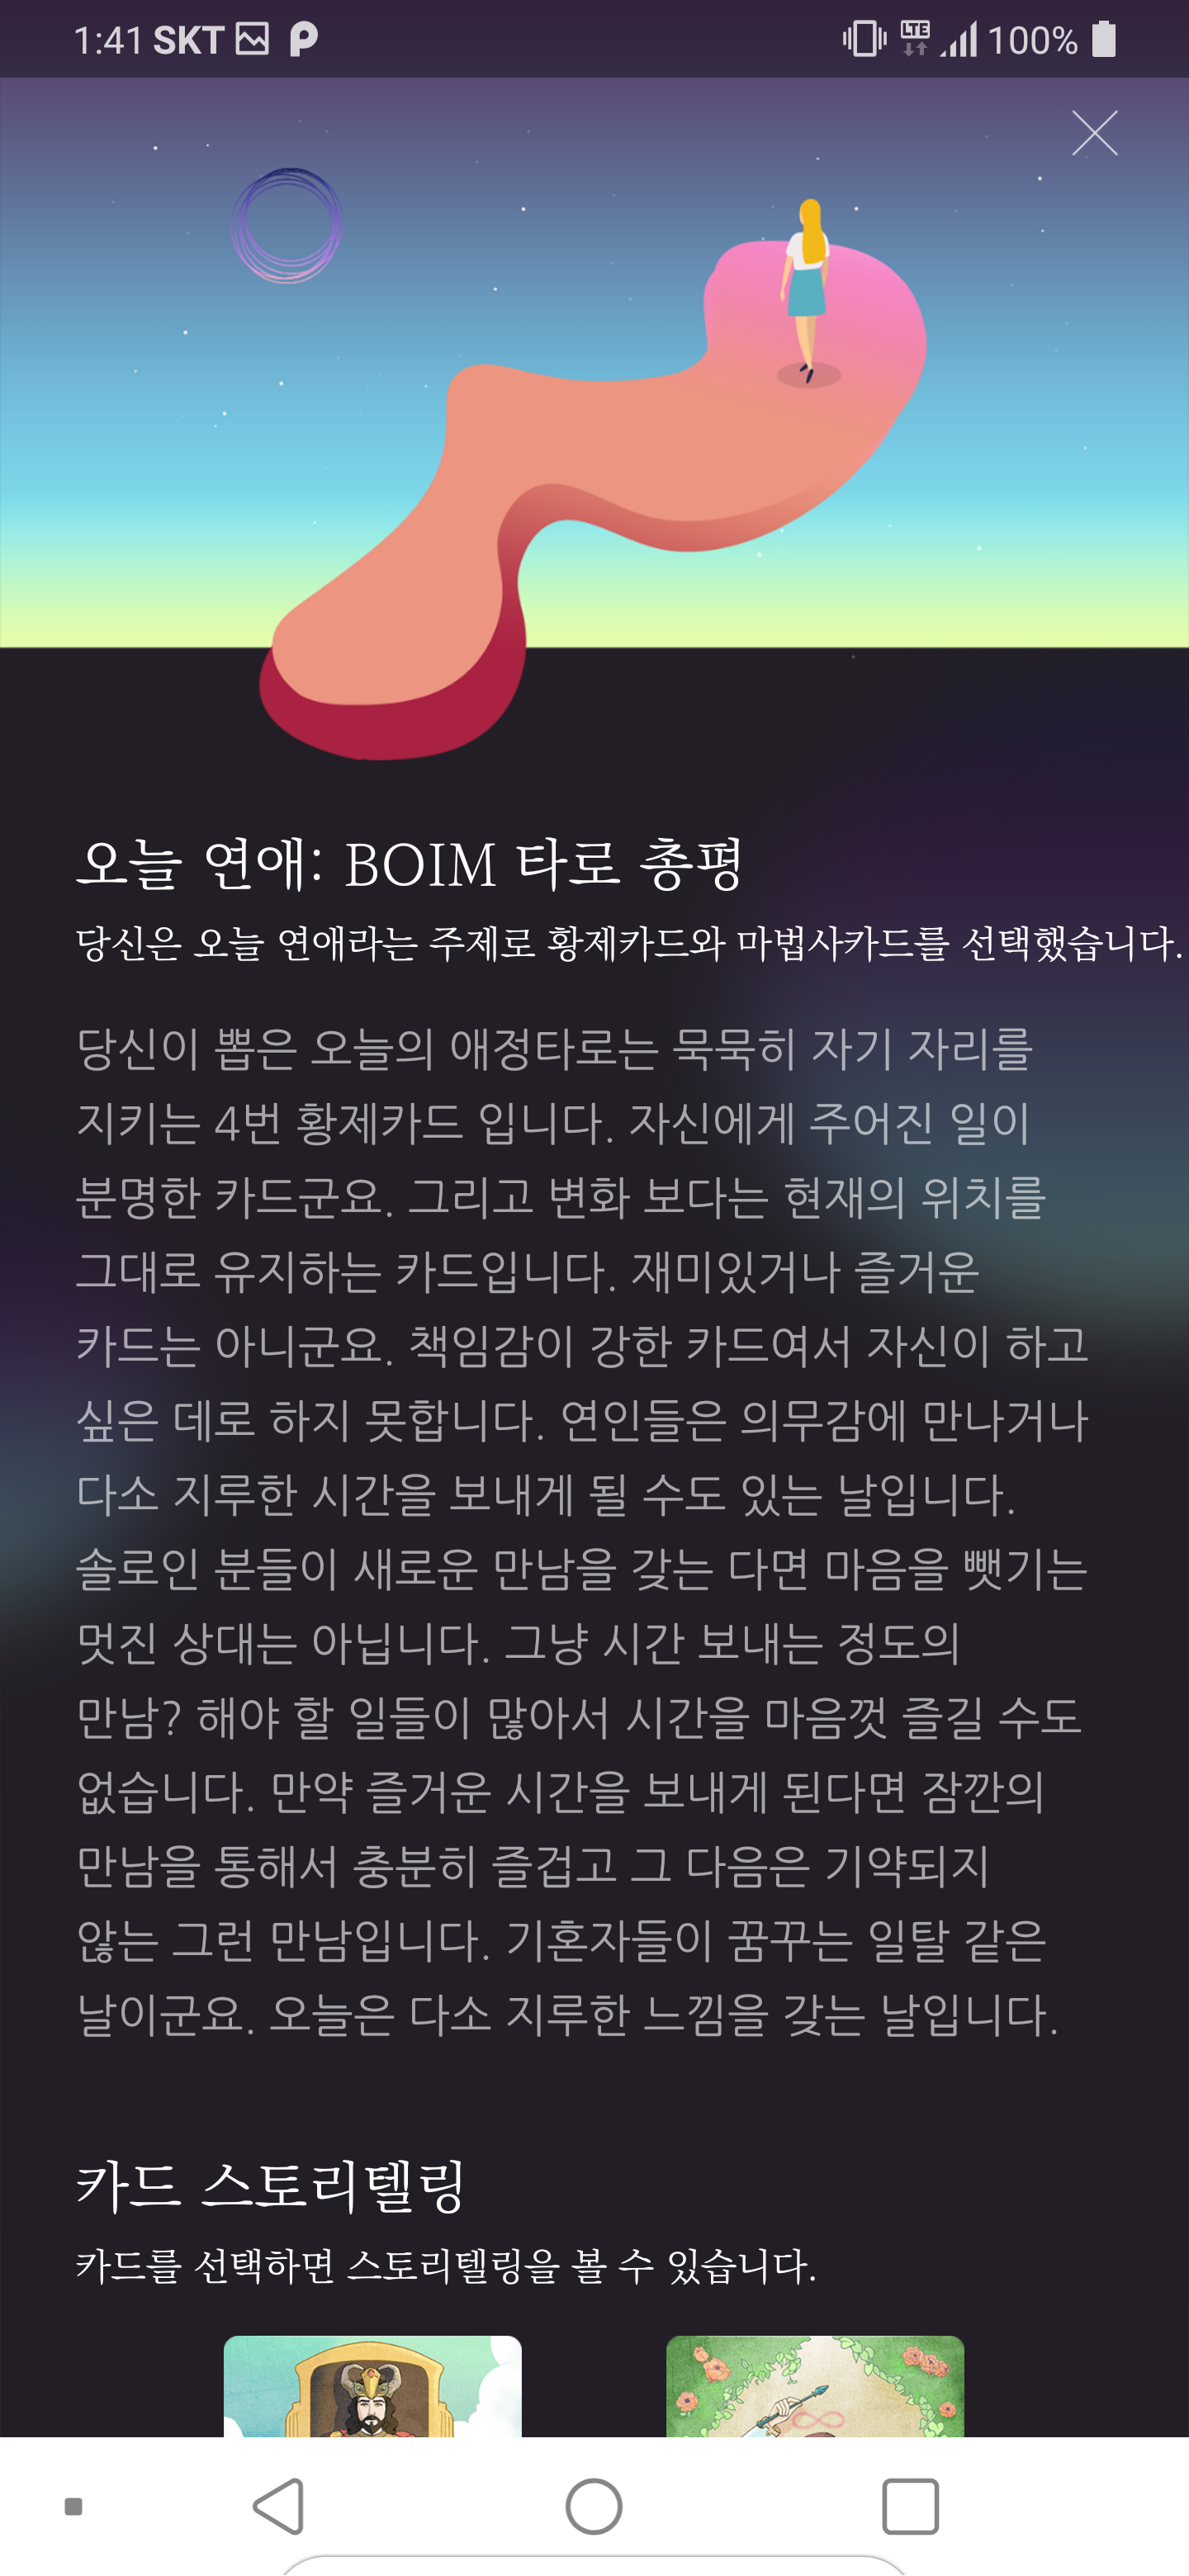 1:41 SKT LTE 100%
오늘 연애: BOIM 타로 총평
당신은 오늘 연애라는 주제로 황제카드와 마법사카드를 선택했습니다.
당신이 뽑은 오늘의 애정타로는 묵묵히 자기 자리를
지키는 4번 황제카드 입니다. 자신에게 주어진 일이
분명한 카드군요. 그리고 변화 보다는 현재의 위치를
그대로 유지하는 카드입니다. 재미있거나 즐거운
카드는 아니군요. 책임감이 강한 카드여서 자신이 하고
싶은 데로 하지 못합니다. 연인들은 의무감에 만나거나
다소 지루한 시간을 보내게 될 수도 있는 날입니다.
솔로인 분들이 새로운 만남을 갖는 다면 마음을 뺏기는
멋진 상대는 아닙니다. 그냥 시간 보내는 정도의
만남? 해야 할 일들이 많아서 시간을 마음껏 즐길 수도
없습니다. 만약 즐거운 시간을 보내게 된다면 잠깐의
만남을 통해서 충분히 즐겁고 그 다음은 기약되지
않는 그런 만남입니다. 기혼자들이 꿈꾸는 일탈 같은
날이군요. 오늘은 다소 지루한 느낌을 갖는 날입니다.
카드 스토리텔링
카드를 선택하면 스토리텔링을 볼 수 있습니다.